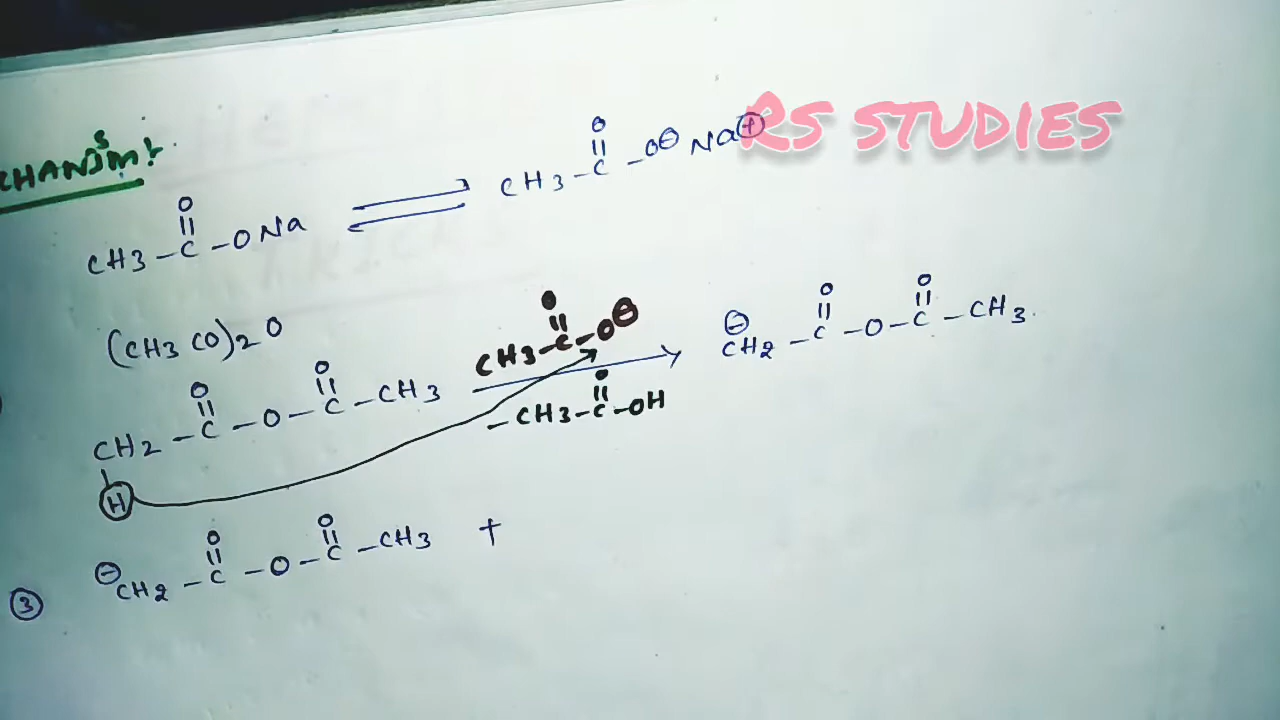 RS STUDIES
CHANISM!
CH3-C(=O)-ONa ⇌ CH3-C(=O)-O⊖ Na⊕
(CH3CO)2O
CH2-C(=O)-O-C(=O)-CH3 → ⊖CH2-C(=O)-O-C(=O)-CH3
CH3-C(=O)-O⊖
-CH3-C(=O)-OH
H
③ ⊖CH2-C(=O)-O-C(=O)-CH3 +